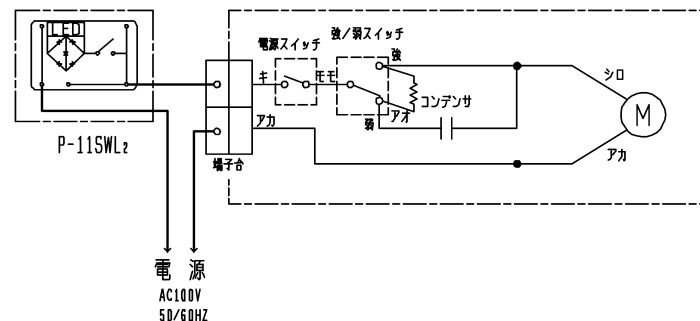 LED
P-11SWL2
電源スイッチ
強/弱スイッチ
強
キ
モモ
コンデンサ
アオ
弱
アカ
端子台
シロ
M
アカ
電源
AC100V
50/60HZ